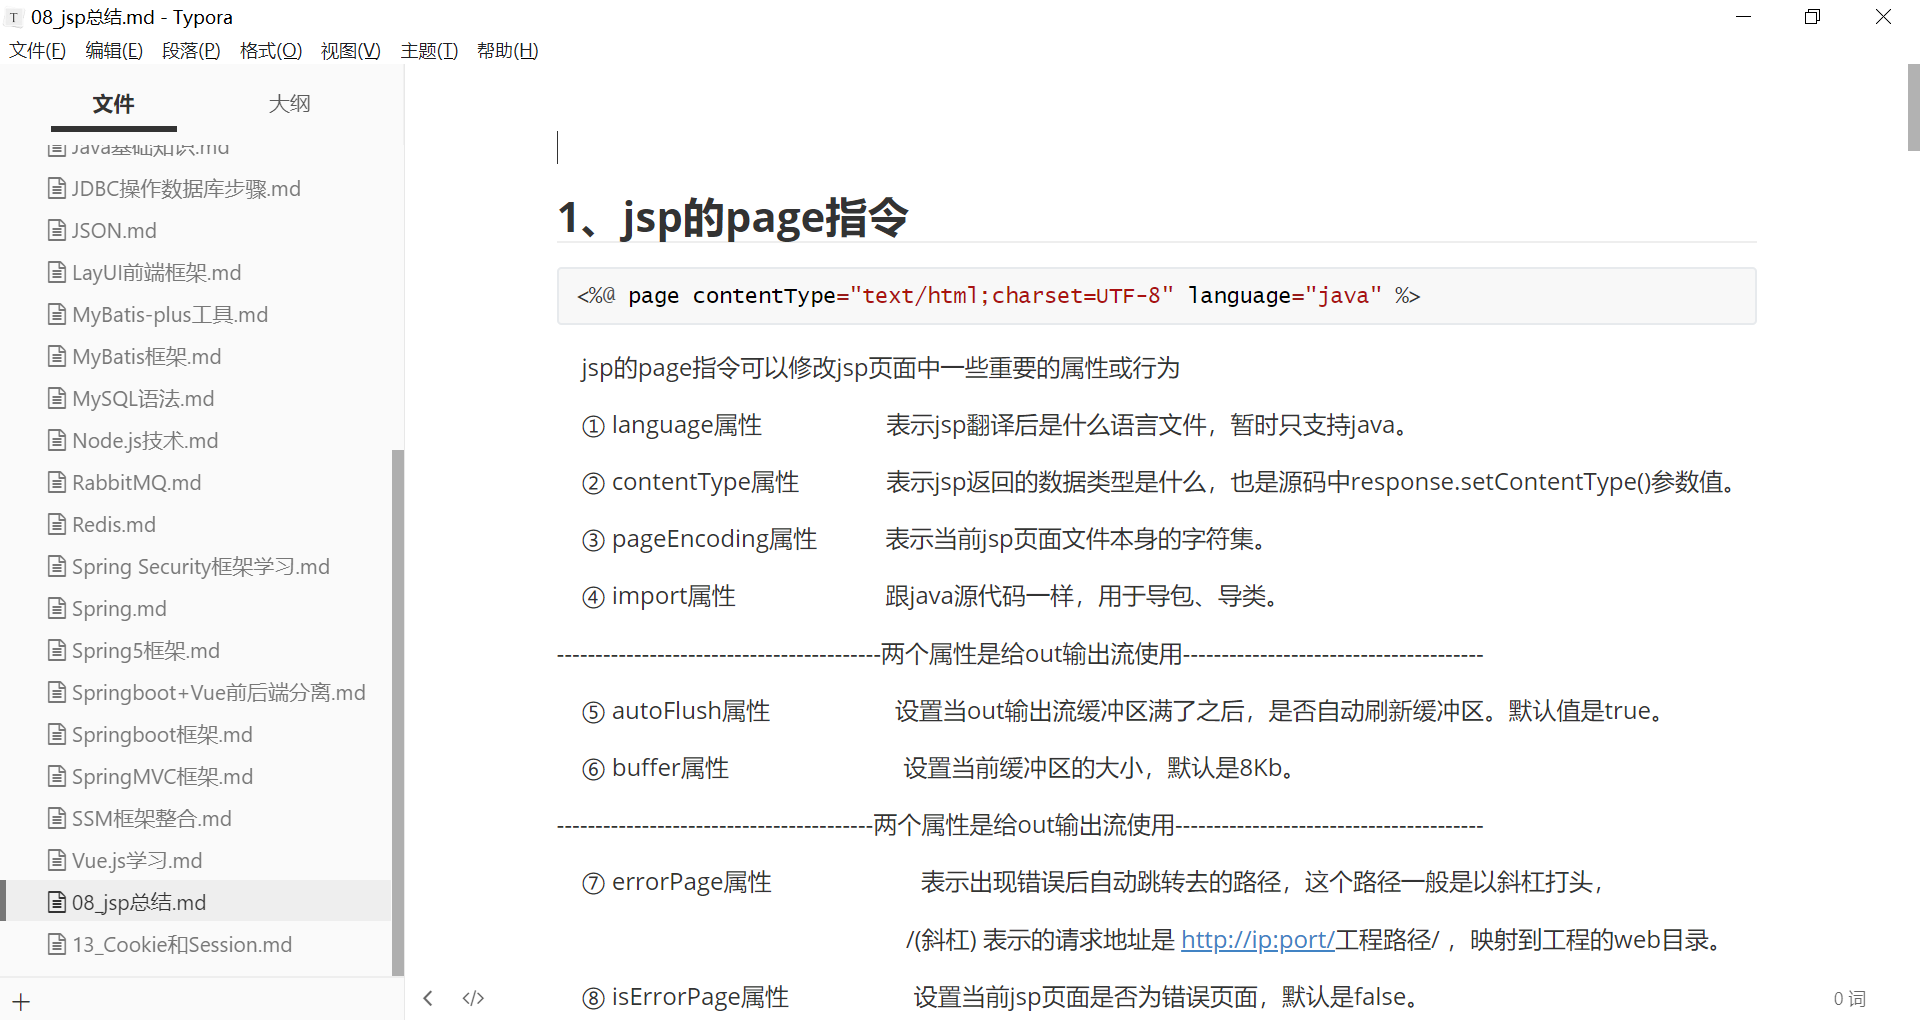 T 08_jsp总结.md - Typora
文件(F) 编辑(E) 段落(P) 格式(O) 视图(V) 主题(T) 帮助(H)
文件 大纲
Java基础知识.md
JDBC操作数据库步骤.md
JSON.md
LayUI前端框架.md
MyBatis-plus工具.md
MyBatis框架.md
MySQL语法.md
Node.js技术.md
RabbitMQ.md
Redis.md
Spring Security框架学习.md
Spring.md
Spring5框架.md
Springboot+Vue前后端分离.md
Springboot框架.md
SpringMVC框架.md
SSM框架整合.md
Vue.js学习.md
08_jsp总结.md
13_Cookie和Session.md
1、jsp的page指令
<%@ page contentType="text/html;charset=UTF-8" language="java" %>
jsp的page指令可以修改jsp页面中一些重要的属性或行为
① language属性 表示jsp翻译后是什么语言文件，暂时只支持java。
② contentType属性 表示jsp返回的数据类型是什么，也是源码中response.setContentType()参数值。
③ pageEncoding属性 表示当前jsp页面文件本身的字符集。
④ import属性 跟java源代码一样，用于导包、导类。
------------------------------------------两个属性是给out输出流使用---------------------------------------
⑤ autoFlush属性 设置当out输出流缓冲区满了之后，是否自动刷新缓冲区。默认值是true。
⑥ buffer属性 设置当前缓冲区的大小，默认是8Kb。
-----------------------------------------两个属性是给out输出流使用----------------------------------------
⑦ errorPage属性 表示出现错误后自动跳转去的路径，这个路径一般是以斜杠打头，
/(斜杠) 表示的请求地址是 http://ip:port/工程路径/ ，映射到工程的web目录。
⑧ isErrorPage属性 设置当前jsp页面是否为错误页面，默认是false。
+ </> 0 词